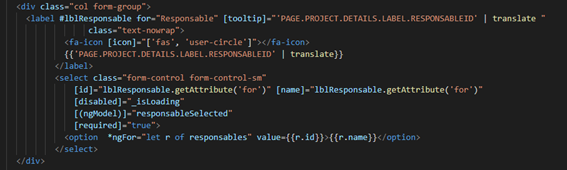 <div class="col form-group">
<label #lblResponsable for="Responsable" [tooltip]="'PAGE.PROJECT.DETAILS.LABEL.RESPONSABLEID' | translate "
class="text-nowrap">
<fa-icon [icon]="['fas', 'user-circle']"></fa-icon>
{{'PAGE.PROJECT.DETAILS.LABEL.RESPONSABLEID' | translate}}
</label>
<select class="form-control form-control-sm"
[id]="lblResponsable.getAttribute('for')" [name]="lblResponsable.getAttribute('for')"
[disabled]="_isLoading"
[(ngModel)]="responsableSelected"
[required]="true">
<option *ngFor="let r of responsables" value={{r.id}}>{{r.name}}</option>
</select>
</div>